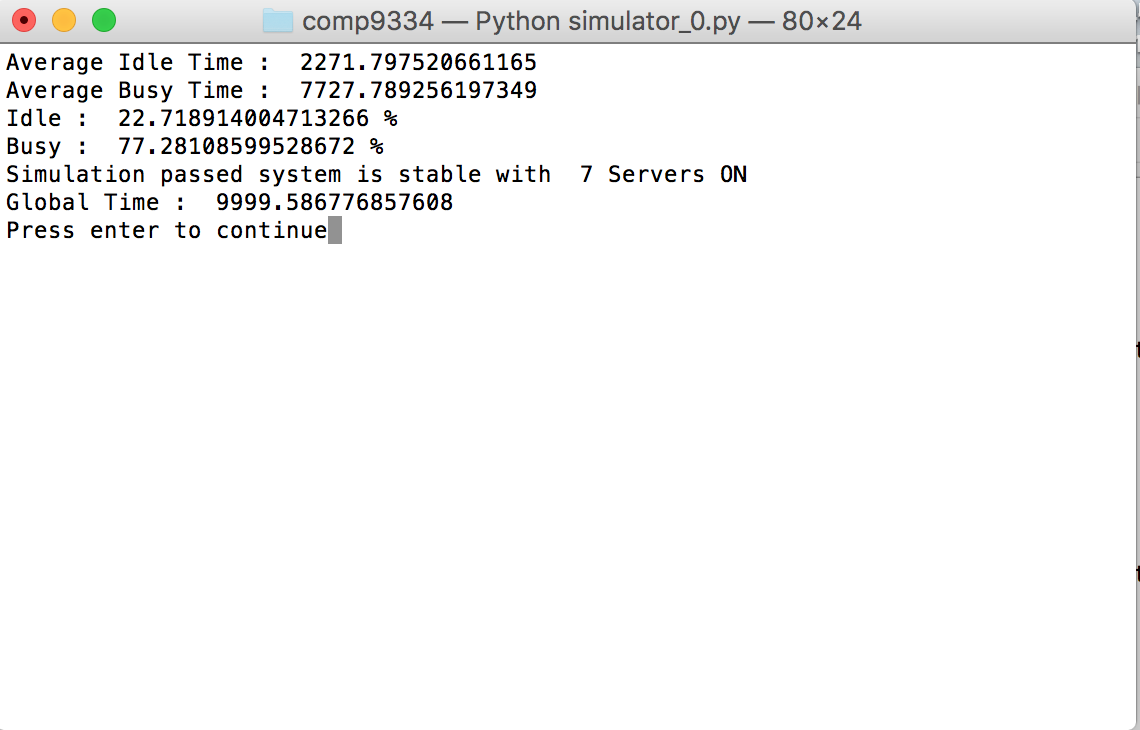 comp9334 — Python simulator_0.py — 80×24
Average Idle Time :  2271.797520661165
Average Busy Time :  7727.789256197349
Idle :  22.718914004713266 %
Busy :  77.28108599528672 %
Simulation passed system is stable with  7 Servers ON
Global Time :  9999.586776857608
Press enter to continue